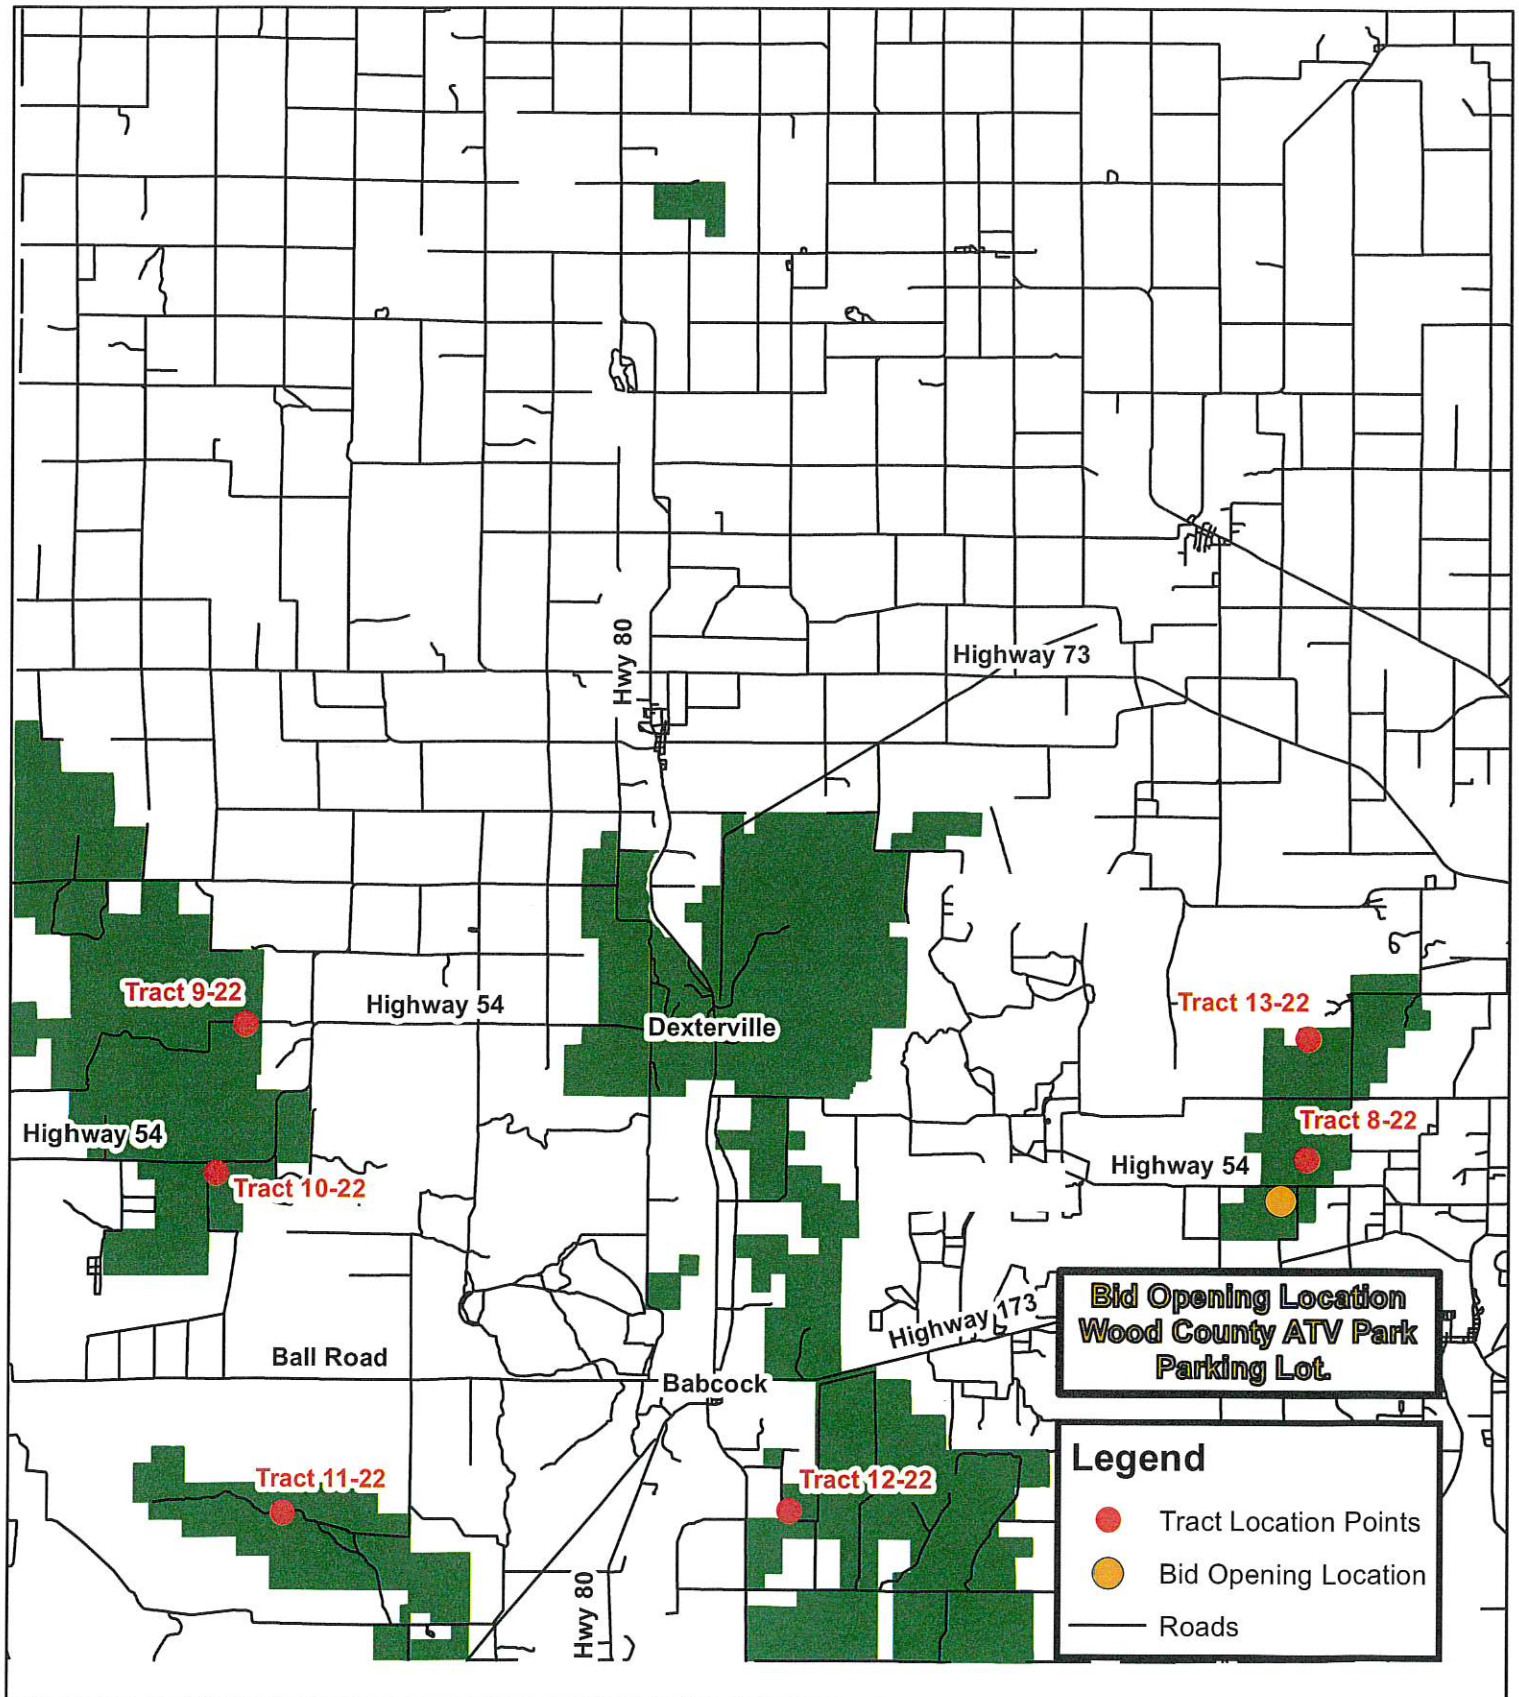 Hwy 80
Highway 73
Tract 9-22
Highway 54
Dexterville
Tract 13-22
Highway 54
Tract 8-22
Highway 54
Tract 10-22
Bid Opening Location
Wood County ATV Park
Parking Lot.
Highway 173
Ball Road
Babcock
Tract 11-22
Tract 12-22
Hwy 80
Legend
Tract Location Points
Bid Opening Location
Roads